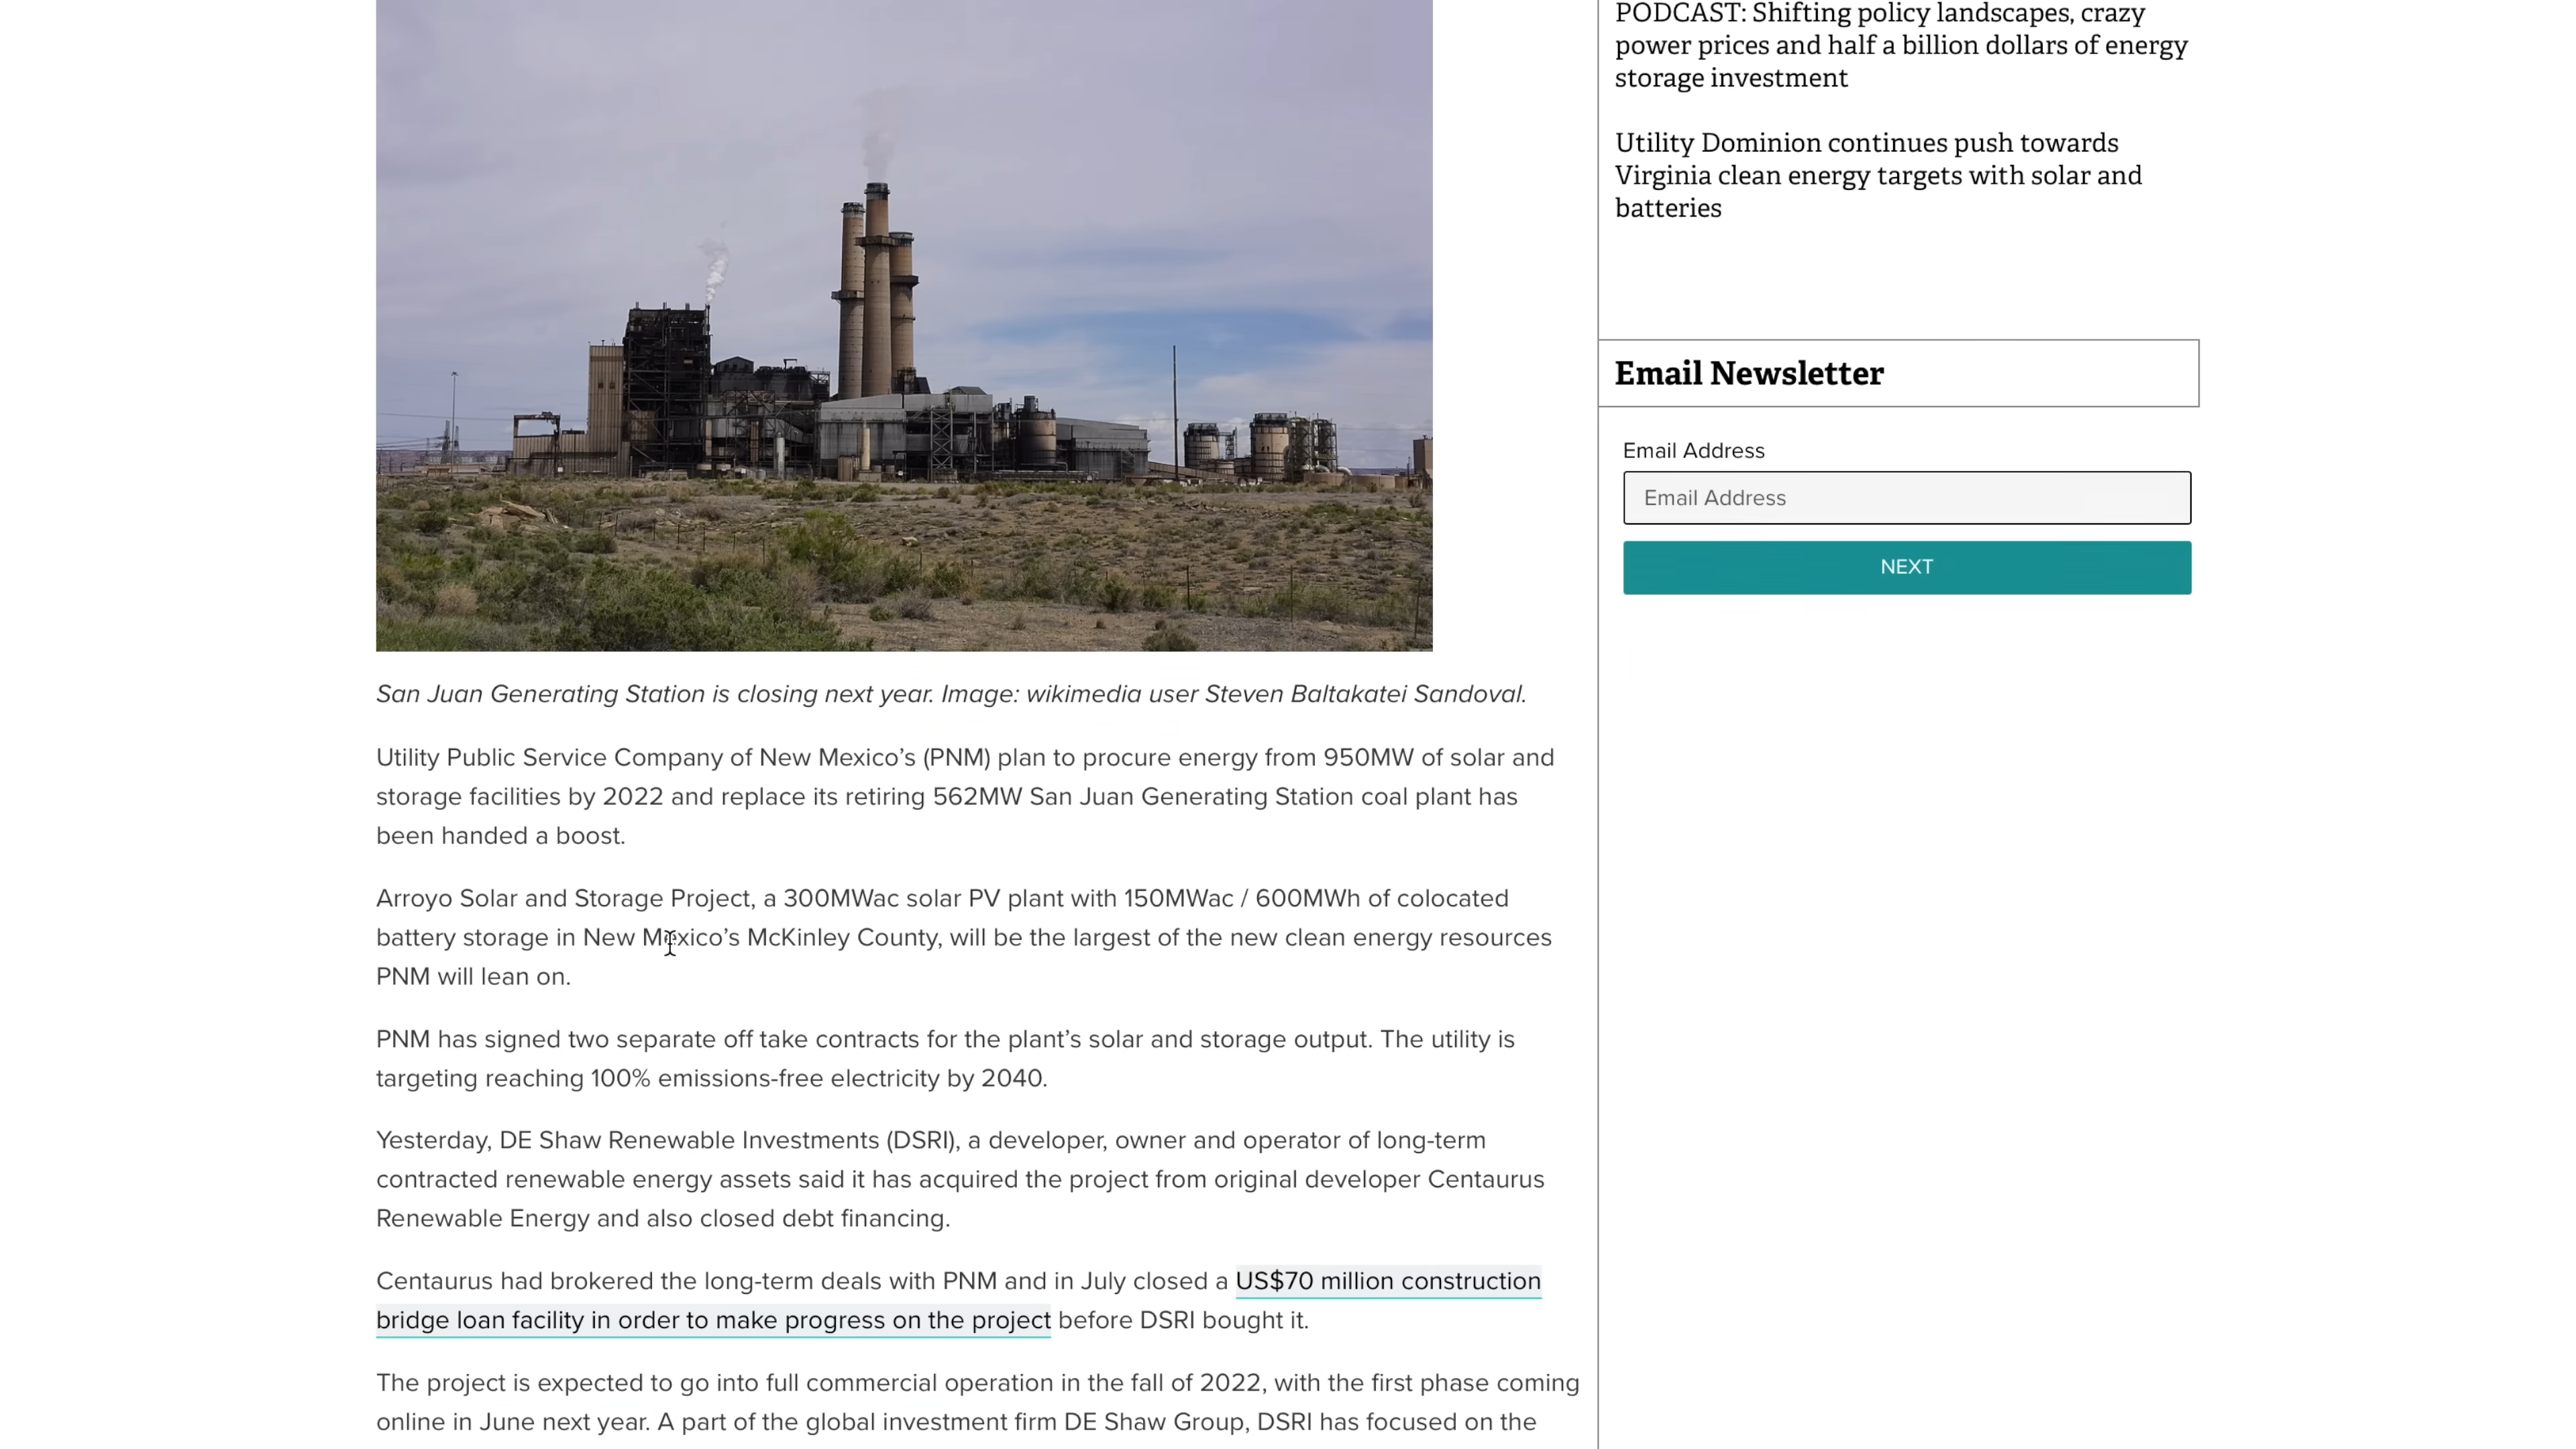 PODCAST: Shifting policy landscapes, crazy
power prices and half a billion dollars of energy
storage investment
Utility Dominion continues push towards
Virginia clean energy targets with solar and
batteries
Email Newsletter
Email Address
Email Address
NEXT
San Juan Generating Station is closing next year. Image: wikimedia user Steven Baltakatei Sandoval.
Utility Public Service Company of New Mexico’s (PNM) plan to procure energy from 950MW of solar and
storage facilities by 2022 and replace its retiring 562MW San Juan Generating Station coal plant has
been handed a boost.
Arroyo Solar and Storage Project, a 300MWac solar PV plant with 150MWac / 600MWh of colocated
battery storage in New Mexico’s McKinley County, will be the largest of the new clean energy resources
PNM will lean on.
PNM has signed two separate off take contracts for the plant’s solar and storage output. The utility is
targeting reaching 100% emissions-free electricity by 2040.
Yesterday, DE Shaw Renewable Investments (DSRI), a developer, owner and operator of long-term
contracted renewable energy assets said it has acquired the project from original developer Centaurus
Renewable Energy and also closed debt financing.
Centaurus had brokered the long-term deals with PNM and in July closed a US$70 million construction
bridge loan facility in order to make progress on the project before DSRI bought it.
The project is expected to go into full commercial operation in the fall of 2022, with the first phase coming
online in June next year. A part of the global investment firm DE Shaw Group, DSRI has focused on the